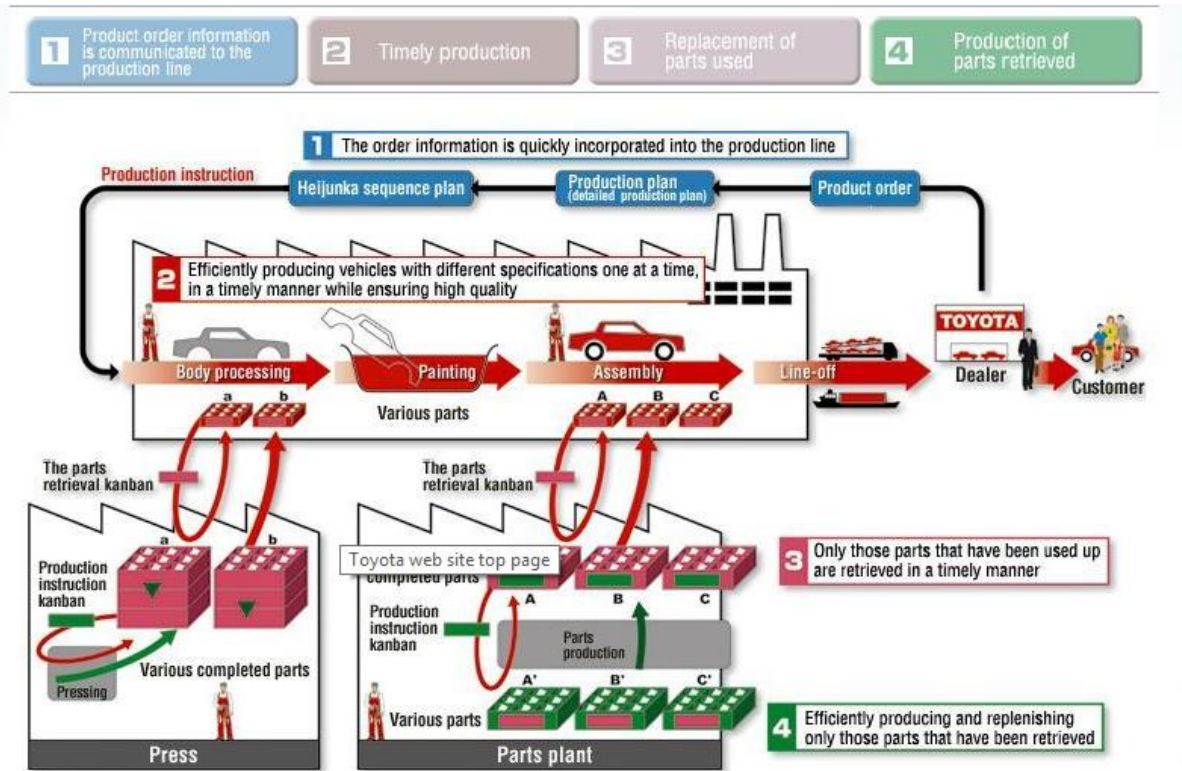 1
Product order information
is communicated to the
production line
2
Timely production
3
Replacement of
parts used
4
Production of
parts retrieved
1
The order information is quickly incorporated into the production line
Production instruction
Heijunka sequence plan
Production plan
(detailed production plan)
Product order
2
Efficiently producing vehicles with different specifications one at a time,
in a timely manner while ensuring high quality
TOYOTA
Body processing
Painting
Assembly
Line-off
Dealer
Customer
a
b
Various parts
A
B
C
The parts
retrieval kanban
The parts
retrieval kanban
a
b
Production
instruction
kanban
Pressing
Various completed parts
Press
Toyota web site top page
completed parts
A
B
C
Production
instruction
kanban
Parts
production
A'
B'
C'
Various parts
Parts plant
3
Only those parts that have been used up
are retrieved in a timely manner
4
Efficiently producing and replenishing
only those parts that have been retrieved